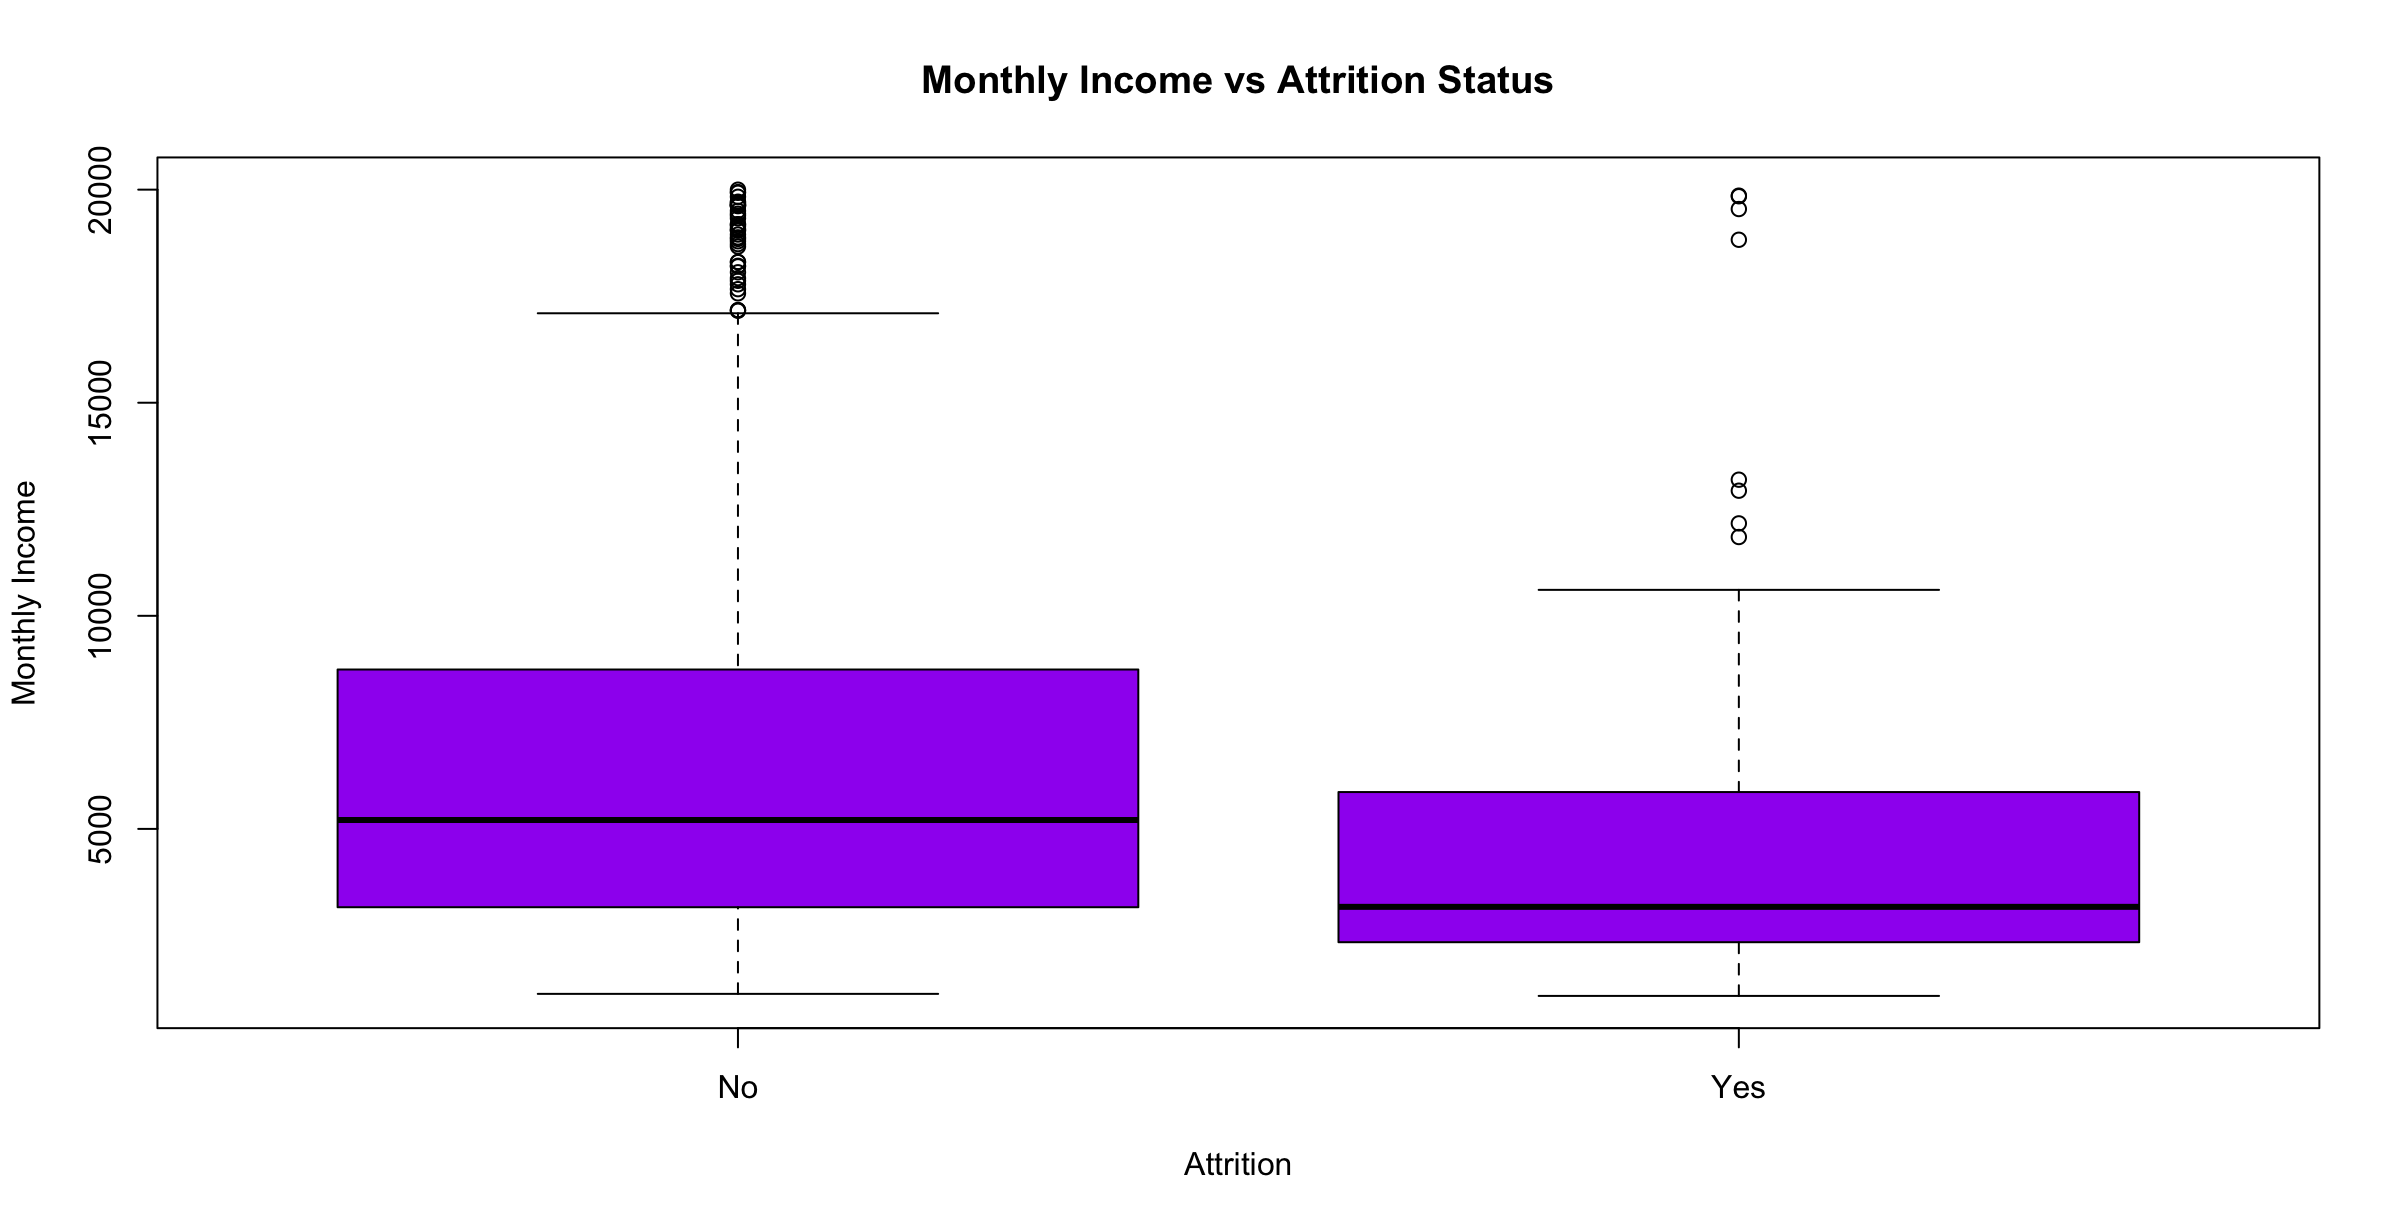 Monthly Income vs Attrition Status
Monthly Income
20000
15000
10000
5000
No
Yes
Attrition